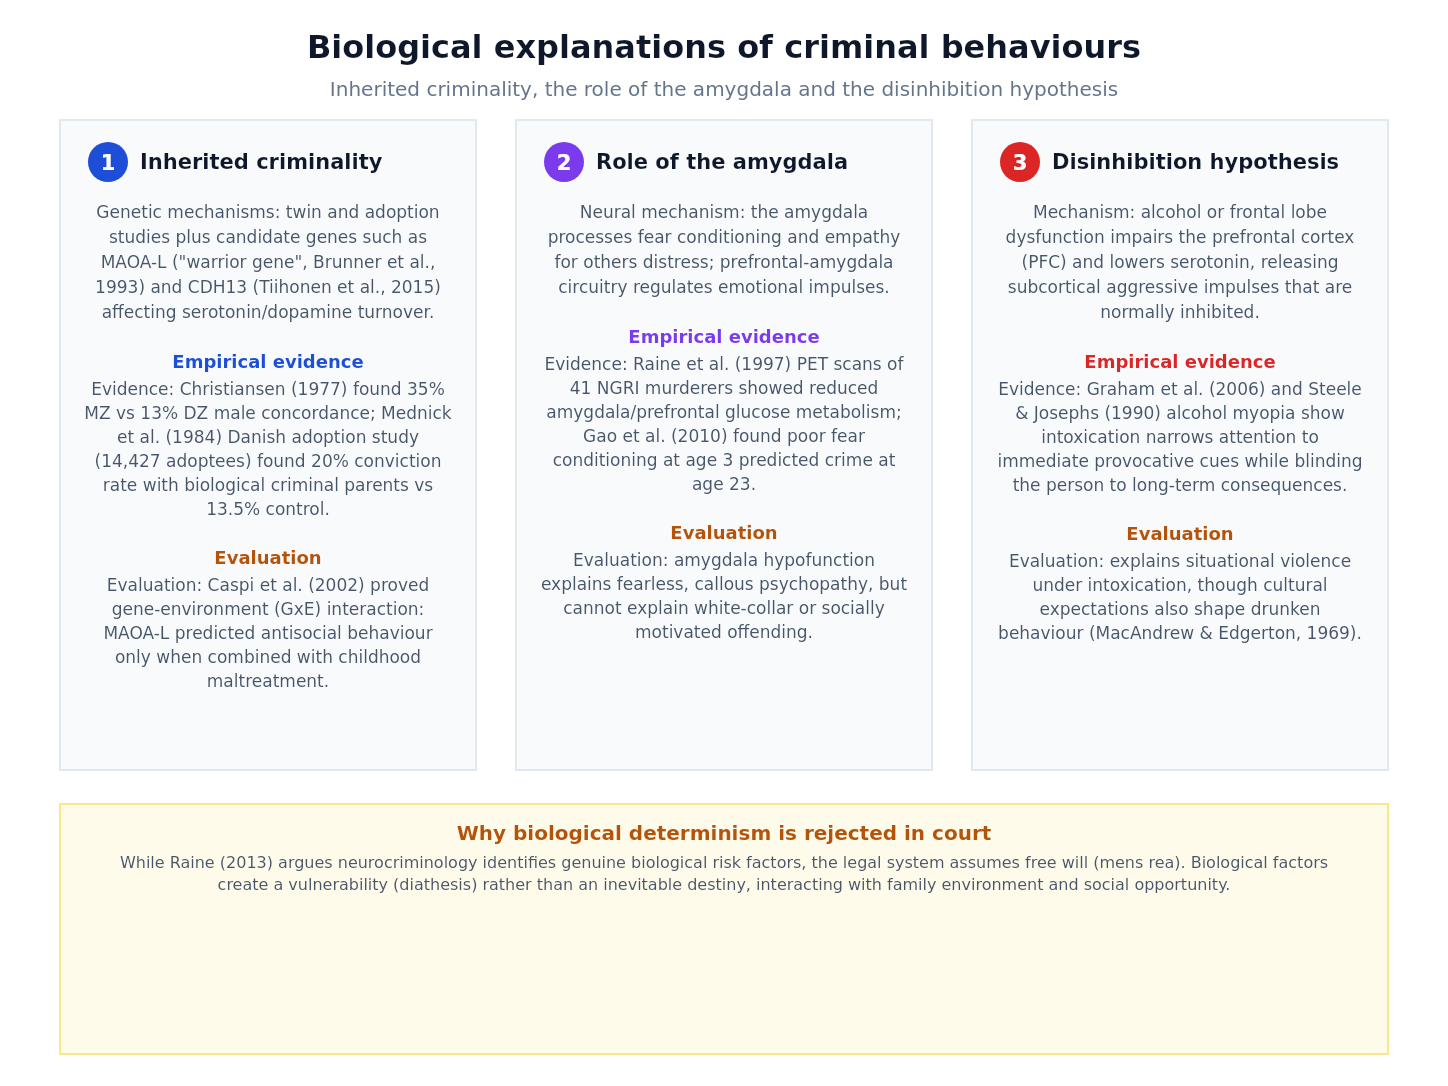 Biological explanations of criminal behaviours
Inherited criminality, the role of the amygdala and the disinhibition hypothesis
1 Inherited criminality
Genetic mechanisms: twin and adoption
studies plus candidate genes such as
MAOA-L ("warrior gene", Brunner et al.,
1993) and CDH13 (Tiihonen et al., 2015)
affecting serotonin/dopamine turnover.
Empirical evidence
Evidence: Christiansen (1977) found 35%
MZ vs 13% DZ male concordance; Mednick
et al. (1984) Danish adoption study
(14,427 adoptees) found 20% conviction
rate with biological criminal parents vs
13.5% control.
Evaluation
Evaluation: Caspi et al. (2002) proved
gene-environment (GxE) interaction:
MAOA-L predicted antisocial behaviour
only when combined with childhood
maltreatment.
2 Role of the amygdala
Neural mechanism: the amygdala
processes fear conditioning and empathy
for others distress; prefrontal-amygdala
circuitry regulates emotional impulses.
Empirical evidence
Evidence: Raine et al. (1997) PET scans of
41 NGRI murderers showed reduced
amygdala/prefrontal glucose metabolism;
Gao et al. (2010) found poor fear
conditioning at age 3 predicted crime at
age 23.
Evaluation
Evaluation: amygdala hypofunction
explains fearless, callous psychopathy, but
cannot explain white-collar or socially
motivated offending.
3 Disinhibition hypothesis
Mechanism: alcohol or frontal lobe
dysfunction impairs the prefrontal cortex
(PFC) and lowers serotonin, releasing
subcortical aggressive impulses that are
normally inhibited.
Empirical evidence
Evidence: Graham et al. (2006) and Steele
& Josephs (1990) alcohol myopia show
intoxication narrows attention to
immediate provocative cues while blinding
the person to long-term consequences.
Evaluation
Evaluation: explains situational violence
under intoxication, though cultural
expectations also shape drunken
behaviour (MacAndrew & Edgerton, 1969).
Why biological determinism is rejected in court
While Raine (2013) argues neurocriminology identifies genuine biological risk factors, the legal system assumes free will (mens rea). Biological factors
create a vulnerability (diathesis) rather than an inevitable destiny, interacting with family environment and social opportunity.